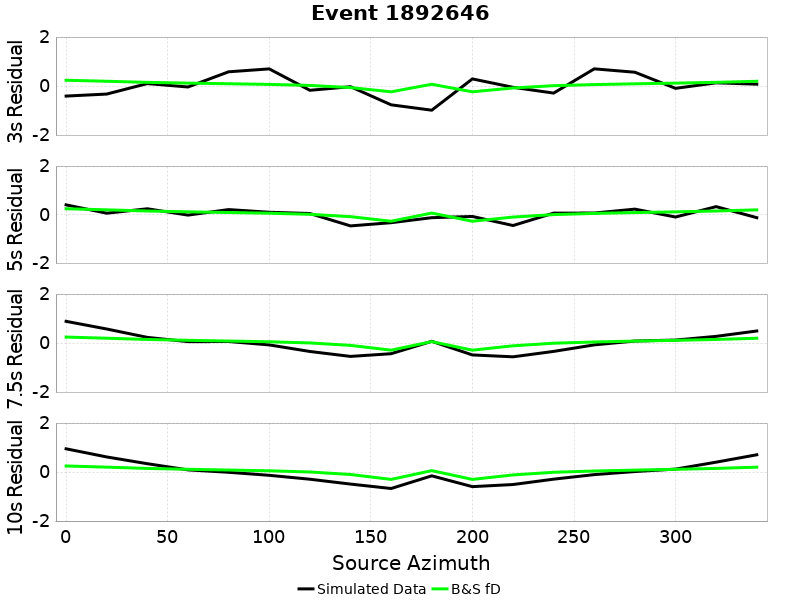 Event 1892646
3s Residual
2
0
-2
5s Residual
2
0
-2
7.5s Residual
2
0
-2
10s Residual
2
0
-2
0 50 100 150 200 250 300
Source Azimuth
Simulated Data B&S fD